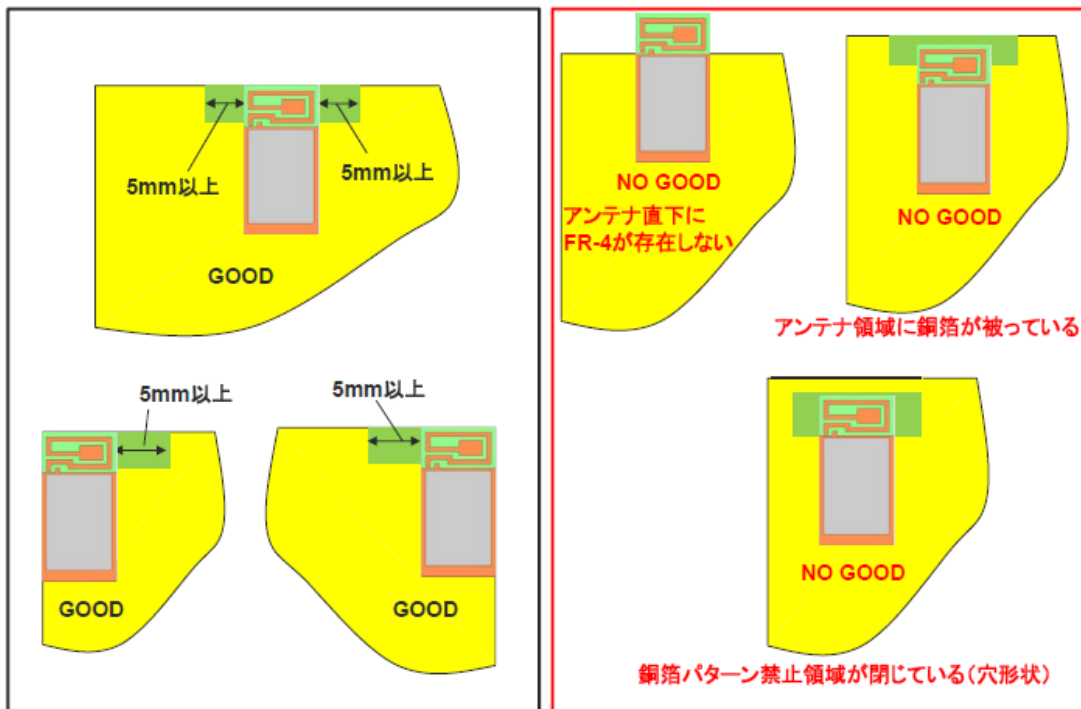 5mm以上
5mm以上
GOOD
5mm以上
5mm以上
GOOD
GOOD
NO GOOD
アンテナ直下に
FR-4が存在しない
NO GOOD
アンテナ領域に銅箔が被っている
NO GOOD
銅箔パターン禁止領域が閉じている(穴形状)